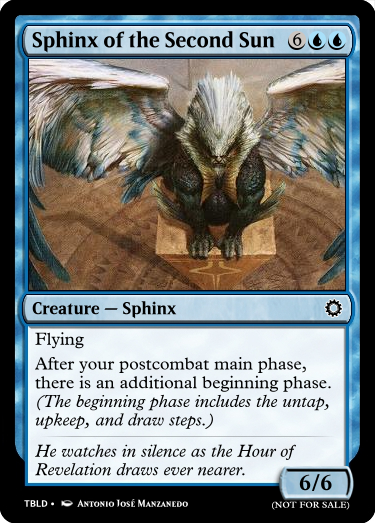 Sphinx of the Second Sun 6
Creature — Sphinx
Flying
After your postcombat main phase,
there is an additional beginning phase.
(The beginning phase includes the untap,
upkeep, and draw steps.)
He watches in silence as the Hour of
Revelation draws ever nearer.
6/6
TBLD • Antonio José Manzanedo
(NOT FOR SALE)